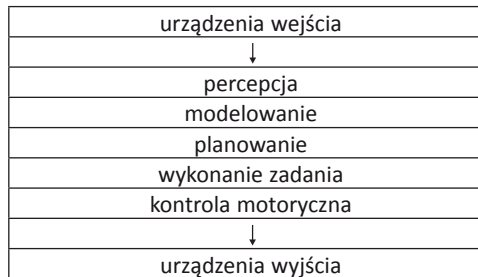 urządzenia wejścia
↓
percepcja
modelowanie
planowanie
wykonanie zadania
kontrola motoryczna
↓
urządzenia wyjścia